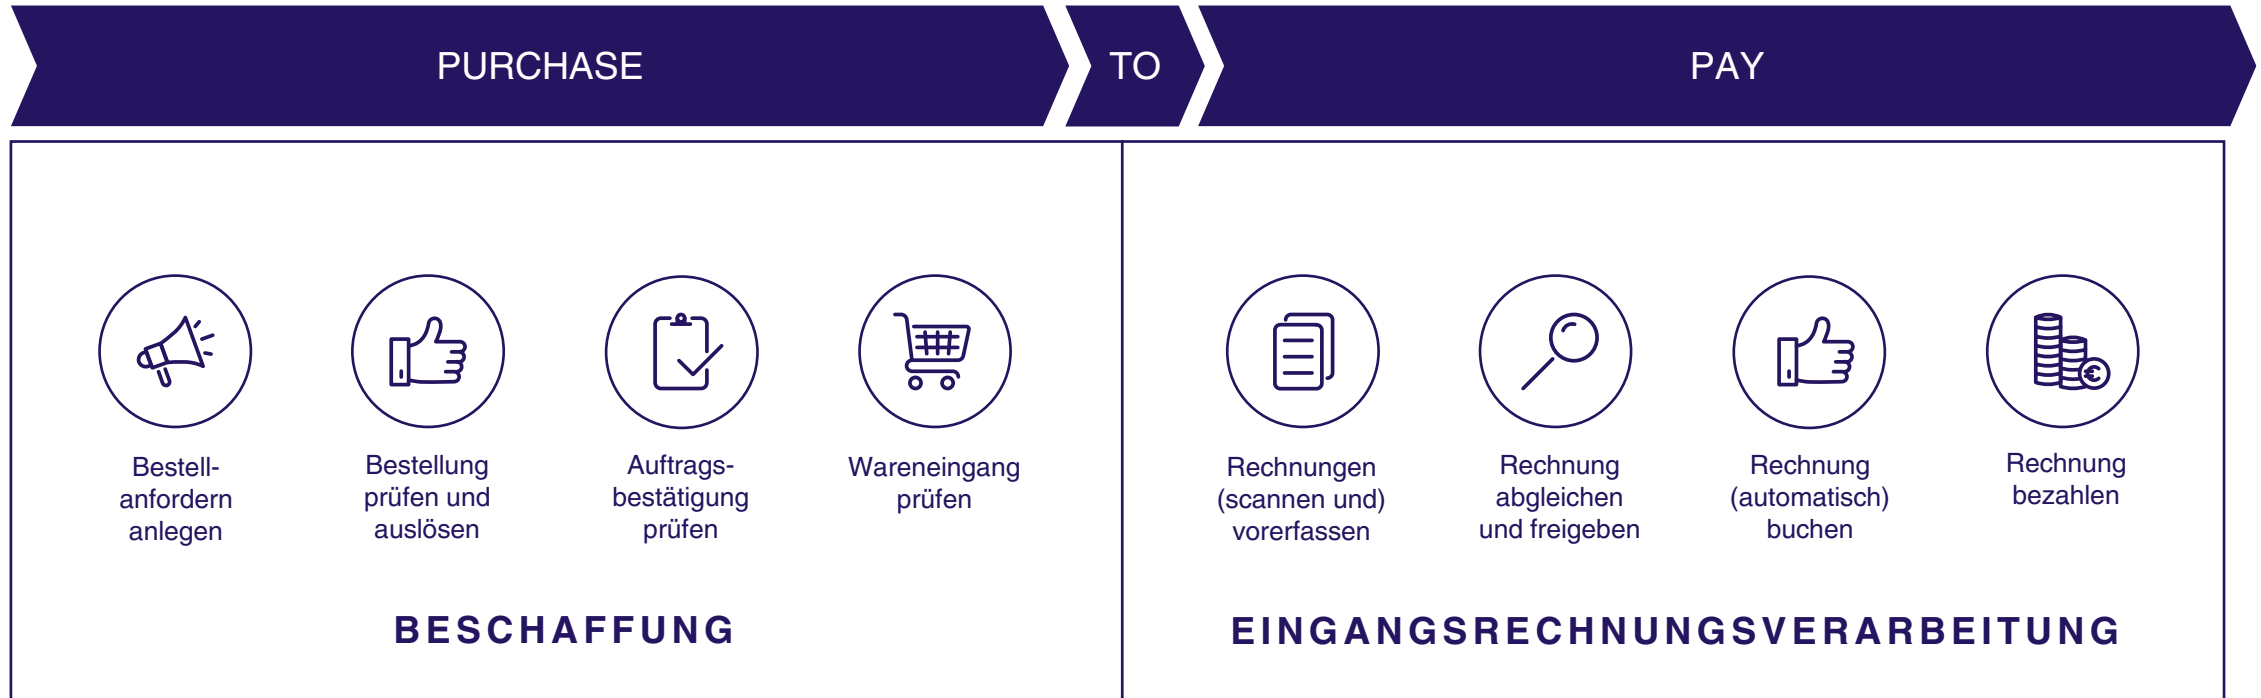 PURCHASE
TO
PAY
Bestell-
anfordern
anlegen
Bestellung
prüfen und
auslösen
Auftrags-
bestätigung
prüfen
Wareneingang
prüfen
BESCHAFFUNG
Rechnungen
(scannen und)
vorerfassen
Rechnung
abgleichen
und freigeben
Rechnung
(automatisch)
buchen
€
Rechnung
bezahlen
EINGANGSRECHNUNGSVERARBEITUNG